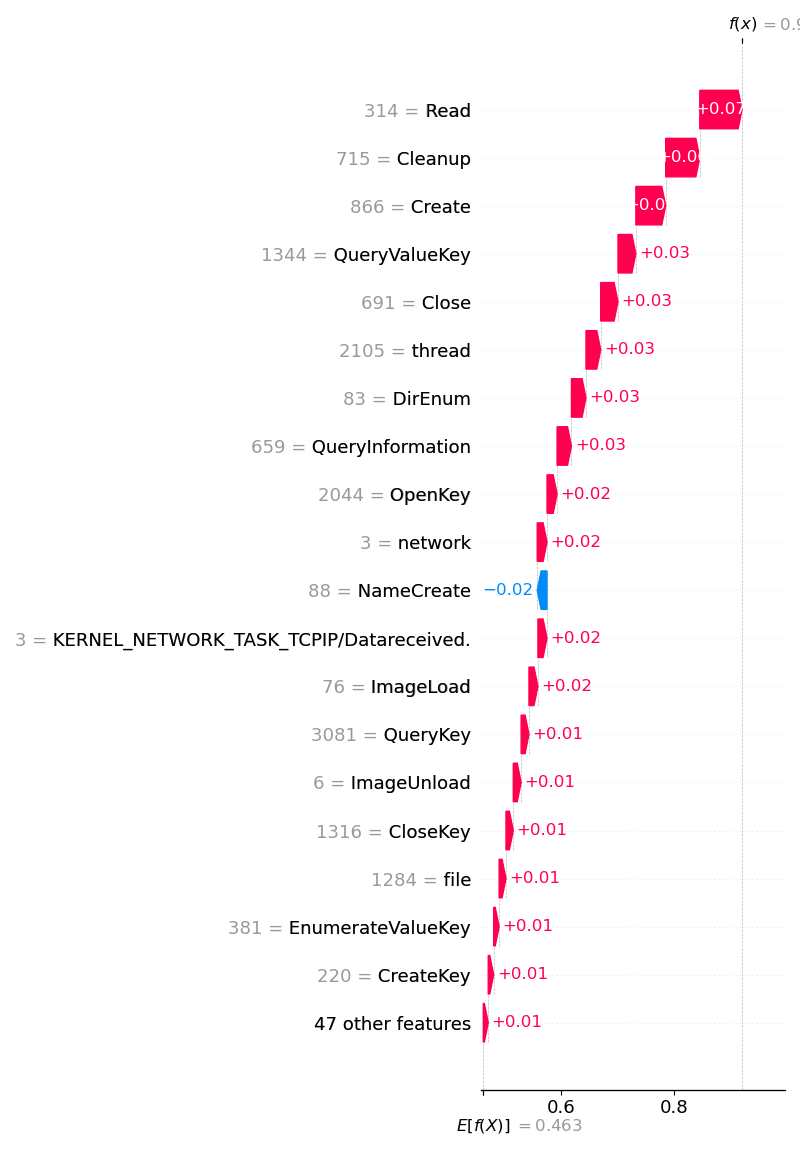 f(x) = 0.9
314 = Read +0.07
715 = Cleanup +0.0
866 = Create +0.0
1344 = QueryValueKey +0.03
691 = Close +0.03
2105 = thread +0.03
83 = DirEnum +0.03
659 = QueryInformation +0.03
2044 = OpenKey +0.02
3 = network +0.02
88 = NameCreate −0.02
3 = KERNEL_NETWORK_TASK_TCPIP/Datareceived. +0.02
76 = ImageLoad +0.02
3081 = QueryKey +0.01
6 = ImageUnload +0.01
1316 = CloseKey +0.01
1284 = file +0.01
381 = EnumerateValueKey +0.01
220 = CreateKey +0.01
47 other features +0.01
0.6 0.8
E[f(X)] = 0.463